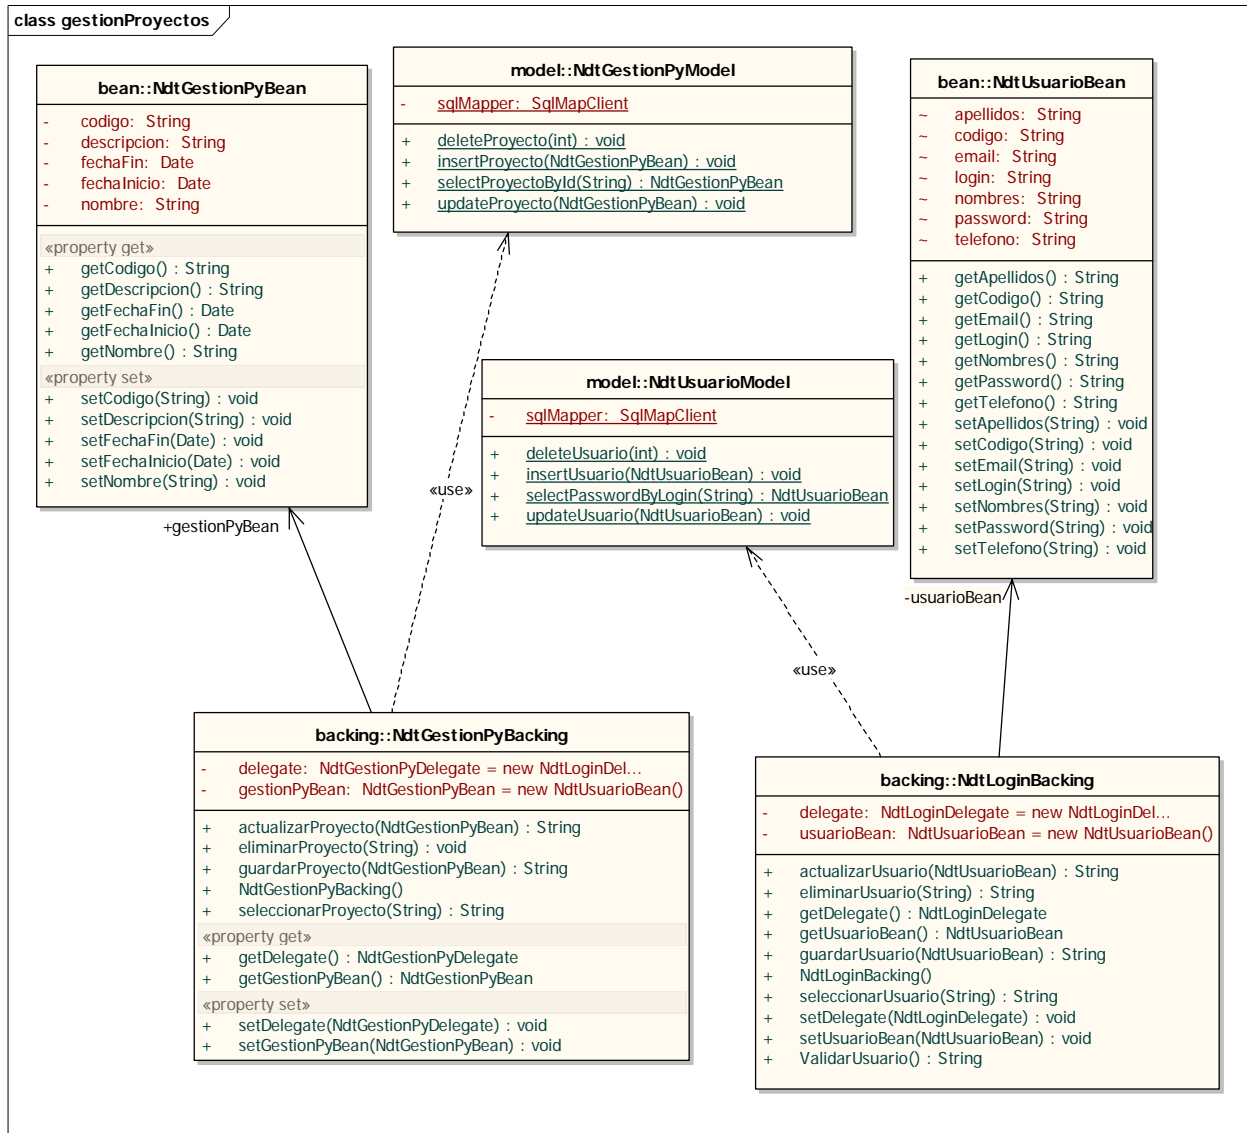 class gestionProyectos
bean::NdtGestionPyBean
- codigo: String
- descripcion: String
- fechaFin: Date
- fechaInicio: Date
- nombre: String
«property get»
+ getCodigo() : String
+ getDescripcion() : String
+ getFechaFin() : Date
+ getFechaInicio() : Date
+ getNombre() : String
«property set»
+ setCodigo(String) : void
+ setDescripcion(String) : void
+ setFechaFin(Date) : void
+ setFechaInicio(Date) : void
+ setNombre(String) : void
model::NdtGestionPyModel
- sqlMapper: SqlMapClient
+ deleteProyecto(int) : void
+ insertProyecto(NdtGestionPyBean) : void
+ selectProyectoById(String) : NdtGestionPyBean
+ updateProyecto(NdtGestionPyBean) : void
bean::NdtUsuarioBean
~ apellidos: String
~ codigo: String
~ email: String
~ login: String
~ nombres: String
~ password: String
~ telefono: String
+ getApellidos() : String
+ getCodigo() : String
+ getEmail() : String
+ getLogin() : String
+ getNombres() : String
+ getPassword() : String
+ getTelefono() : String
+ setApellidos(String) : void
+ setCodigo(String) : void
+ setEmail(String) : void
+ setLogin(String) : void
+ setNombres(String) : void
+ setPassword(String) : void
+ setTelefono(String) : void
model::NdtUsuarioModel
- sqlMapper: SqlMapClient
+ deleteUsuario(int) : void
+ insertUsuario(NdtUsuarioBean) : void
+ selectPasswordByLogin(String) : NdtUsuarioBean
+ updateUsuario(NdtUsuarioBean) : void
«use»
+gestionPyBean
-usuarioBean
«use»
backing::NdtGestionPyBacking
- delegate: NdtGestionPyDelegate = new NdtLoginDel...
- gestionPyBean: NdtGestionPyBean = new NdtUsuarioBean()
+ actualizarProyecto(NdtGestionPyBean) : String
+ eliminarProyecto(String) : void
+ guardarProyecto(NdtGestionPyBean) : String
+ NdtGestionPyBacking()
+ seleccionarProyecto(String) : String
«property get»
+ getDelegate() : NdtGestionPyDelegate
+ getGestionPyBean() : NdtGestionPyBean
«property set»
+ setDelegate(NdtGestionPyDelegate) : void
+ setGestionPyBean(NdtGestionPyBean) : void
backing::NdtLoginBacking
- delegate: NdtLoginDelegate = new NdtLoginDel...
- usuarioBean: NdtUsuarioBean = new NdtUsuarioBean()
+ actualizarUsuario(NdtUsuarioBean) : String
+ eliminarUsuario(String) : String
+ getDelegate() : NdtLoginDelegate
+ getUsuarioBean() : NdtUsuarioBean
+ guardarUsuario(NdtUsuarioBean) : String
+ NdtLoginBacking()
+ seleccionarUsuario(String) : String
+ setDelegate(NdtLoginDelegate) : void
+ setUsuarioBean(NdtUsuarioBean) : void
+ ValidarUsuario() : String